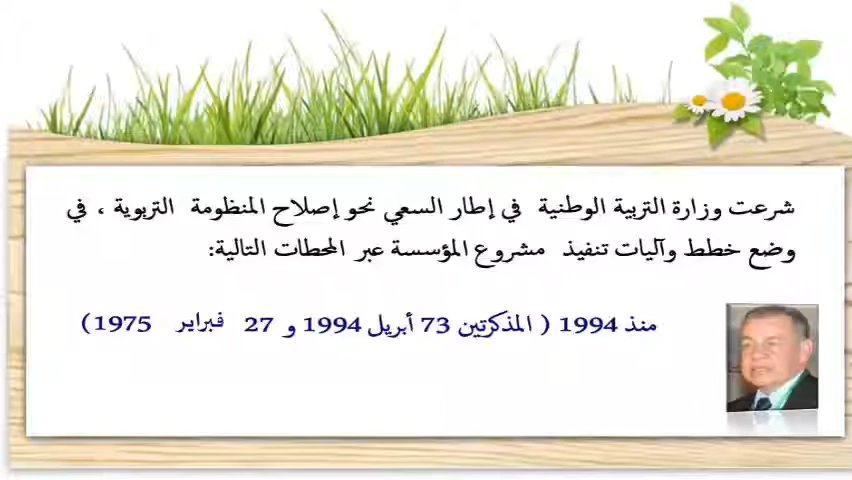 شرعت وزارة التربية الوطنية في إطار السعي نحو إصلاح المنظومة التربوية ، في
وضع خطط وآليات تنفيذ مشروع المؤسسة عبر المحطات التالية:
منذ 1994 ( المذكرتين 73 أبريل 1994 و 27 فبراير 1975)